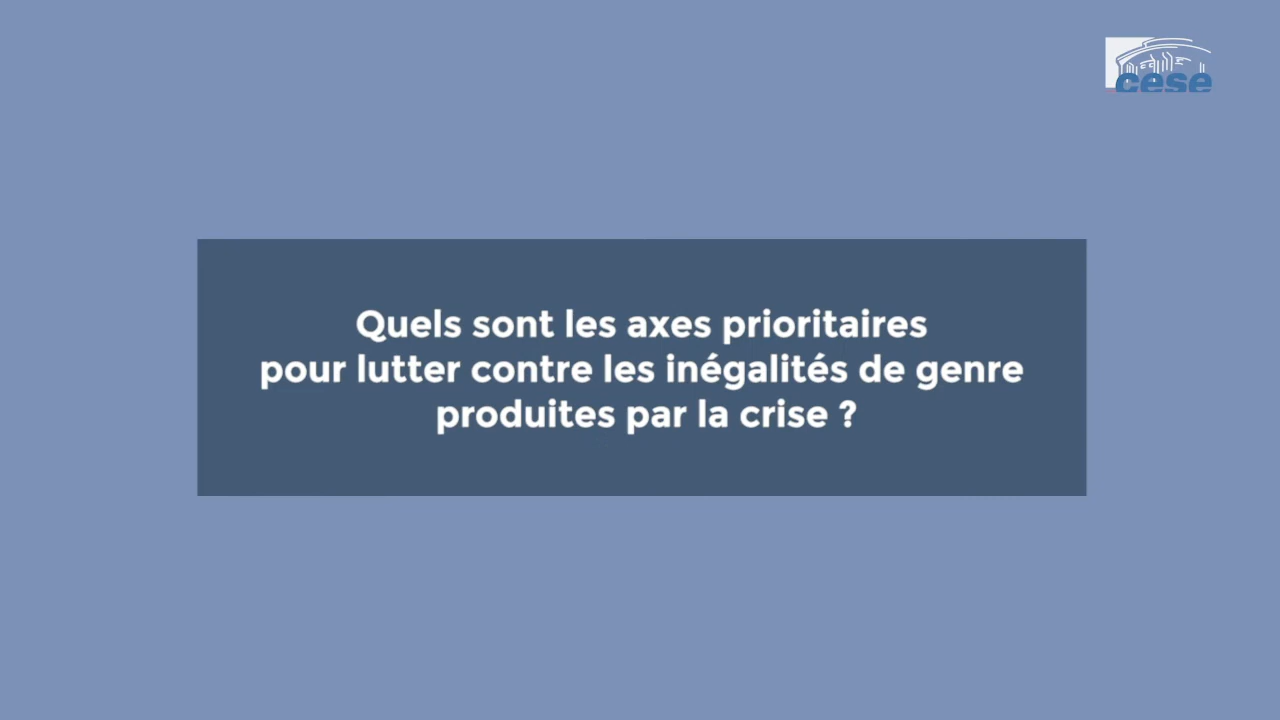 cese
Quels sont les axes prioritaires
pour lutter contre les inégalités de genre
produites par la crise ?